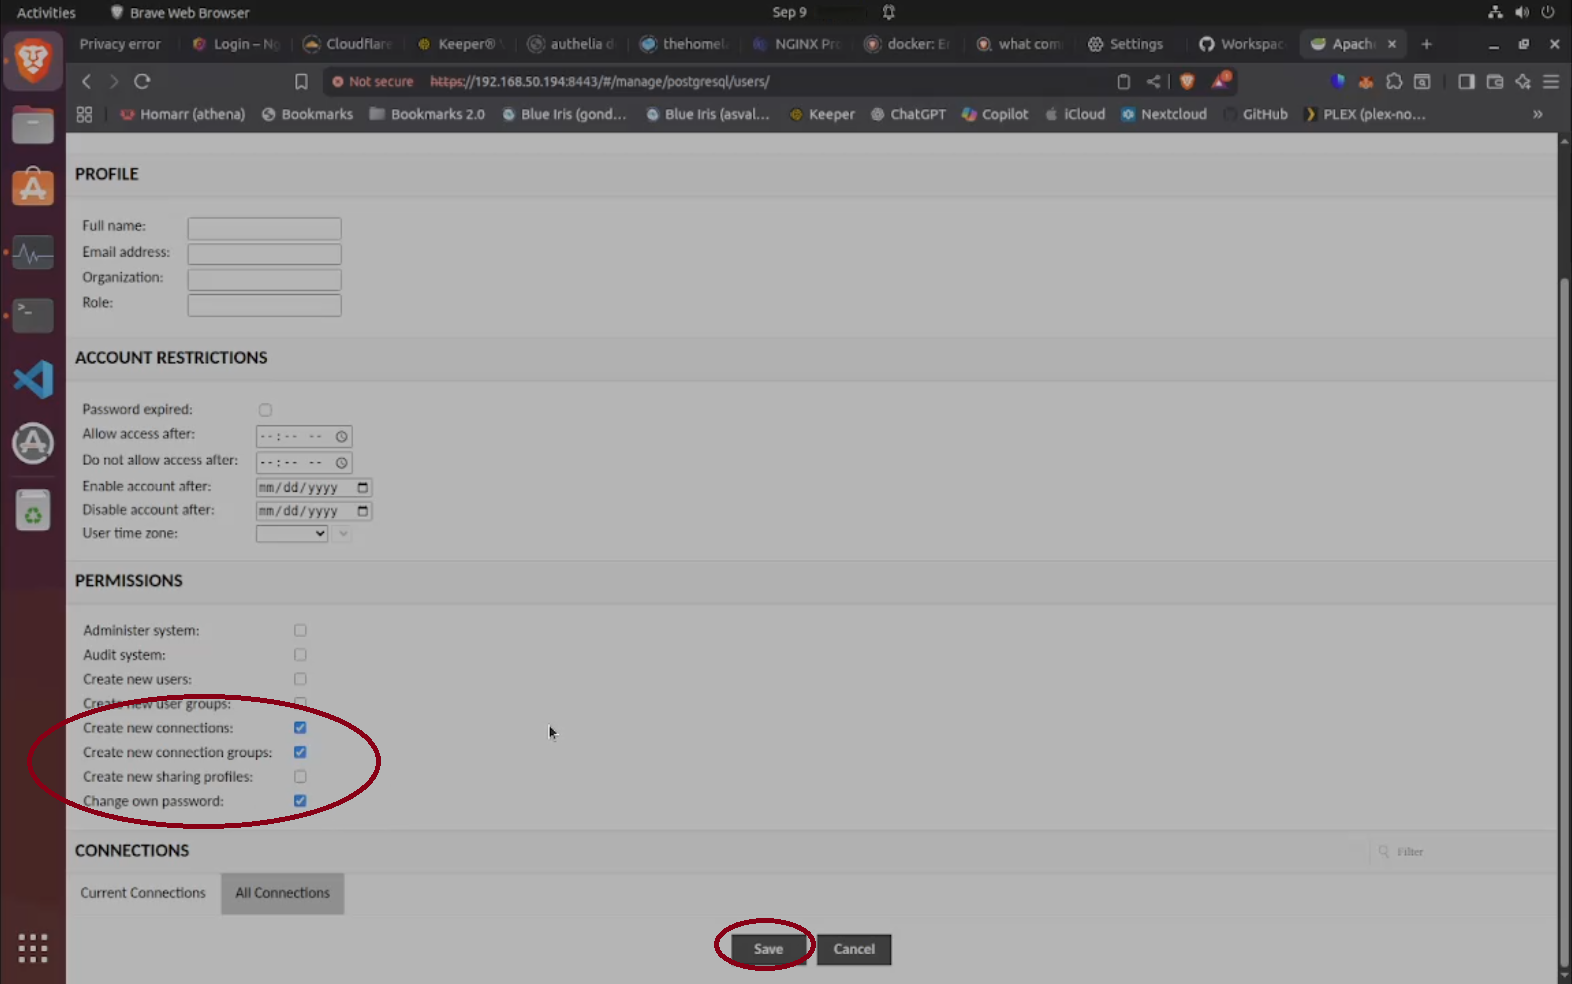 Activities
Brave Web Browser
Sep 9
Privacy error
Login – Ng
Cloudflare
Keeper®
authelia d
thehomel
NGINX Pro
docker: Er
what com
Settings
Workspac
Apach
Not secure
https://192.168.50.194:8443/#/manage/postgresql/users/
Homarr (athena)
Bookmarks
Bookmarks 2.0
Blue Iris (gond...
Blue Iris (asval...
Keeper
ChatGPT
Copilot
iCloud
Nextcloud
GitHub
PLEX (plex-no...
»
PROFILE
Full name:
Email address:
Organization:
Role:
ACCOUNT RESTRICTIONS
Password expired:
Allow access after: --:-- --
Do not allow access after: --:-- --
Enable account after: mm/dd/yyyy
Disable account after: mm/dd/yyyy
User time zone:
PERMISSIONS
Administer system:
Audit system:
Create new users:
Create new user groups:
Create new connections:
Create new connection groups:
Create new sharing profiles:
Change own password:
CONNECTIONS
Filter
Current Connections
All Connections
Save
Cancel